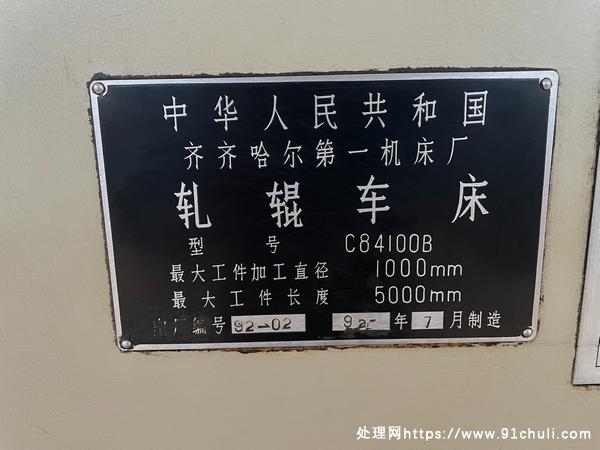 中华人民共和国
齐齐哈尔第一机床厂
轧辊车床
型号 C84100B
最大工件加工直径 1000mm
最大工件长度 5000mm
出厂编号 92-02 92- 年 7 月制造
处理网https://www.91chuli.com/